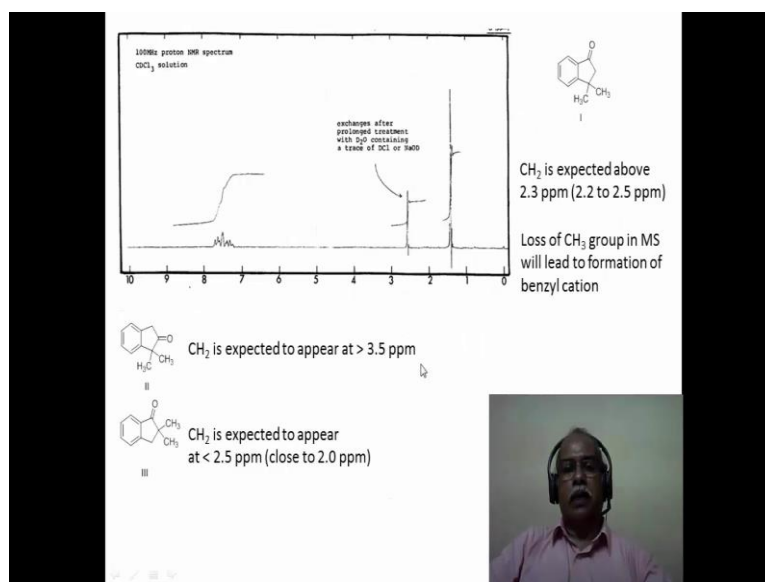 100MHz proton NMR spectrum
CDCl3 solution
exchanges after
prolonged treatment
with D2O containing
a trace of DCl or NaOD
10 9 8 7 6 5 4 3 2 1 0
O
H3C CH3
I
CH2 is expected above
2.3 ppm (2.2 to 2.5 ppm)
Loss of CH3 group in MS
will lead to formation of
benzyl cation
O
H3C CH3
II
CH2 is expected to appear at > 3.5 ppm
O
CH3
CH3
III
CH2 is expected to appear
at < 2.5 ppm (close to 2.0 ppm)